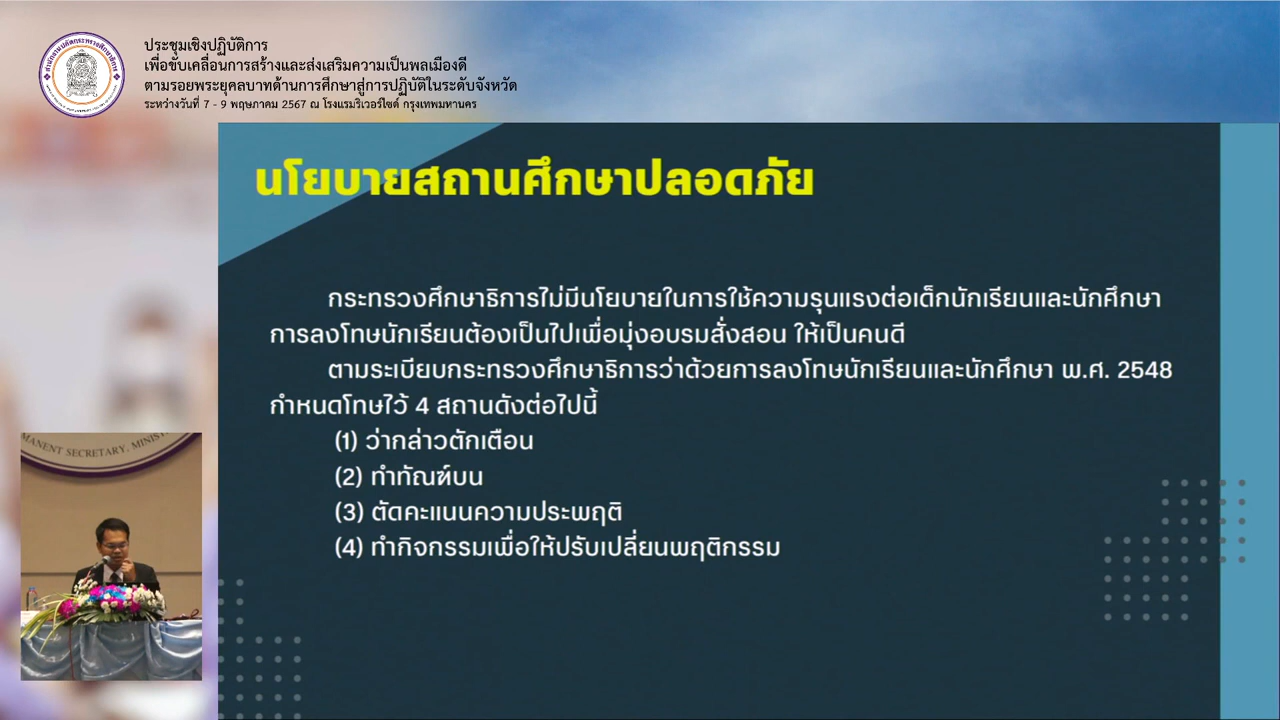 ประชุมเชิงปฏิบัติการ
เพื่อขับเคลื่อนการสร้างและส่งเสริมความเป็นพลเมืองดี
ตามรอยพระยุคลบาทด้านการศึกษาสู่การปฏิบัติในระดับจังหวัด
ระหว่างวันที่ 7 - 9 พฤษภาคม 2567 ณ โรงแรมริเวอร์ไซด์ กรุงเทพมหานคร
นโยบายสถานศึกษาปลอดภัย
กระทรวงศึกษาธิการไม่มีนโยบายในการใช้ความรุนแรงต่อเด็กนักเรียนและนักศึกษา
การลงโทษนักเรียนต้องเป็นไปเพื่อมุ่งอบรมสั่งสอน ให้เป็นคนดี
ตามระเบียบกระทรวงศึกษาธิการว่าด้วยการลงโทษนักเรียนและนักศึกษา พ.ศ. 2548
กำหนดโทษไว้ 4 สถานดังต่อไปนี้
(1) ว่ากล่าวตักเตือน
(2) ทำทัณฑ์บน
(3) ตัดคะแนนความประพฤติ
(4) ทำกิจกรรมเพื่อให้ปรับเปลี่ยนพฤติกรรม
MANENT SECRETARY, MINIS